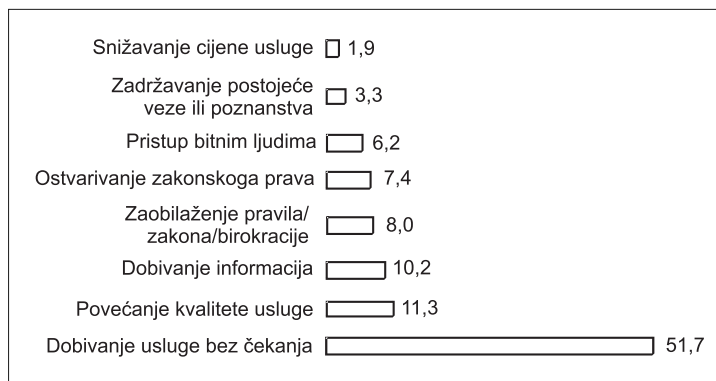 Snižavanje cijene usluge 1,9
Zadržavanje postojeće
veze ili poznanstva 3,3
Pristup bitnim ljudima 6,2
Ostvarivanje zakonskoga prava 7,4
Zaobilaženje pravila/
zakona/birokracije 8,0
Dobivanje informacija 10,2
Povećanje kvalitete usluge 11,3
Dobivanje usluge bez čekanja 51,7